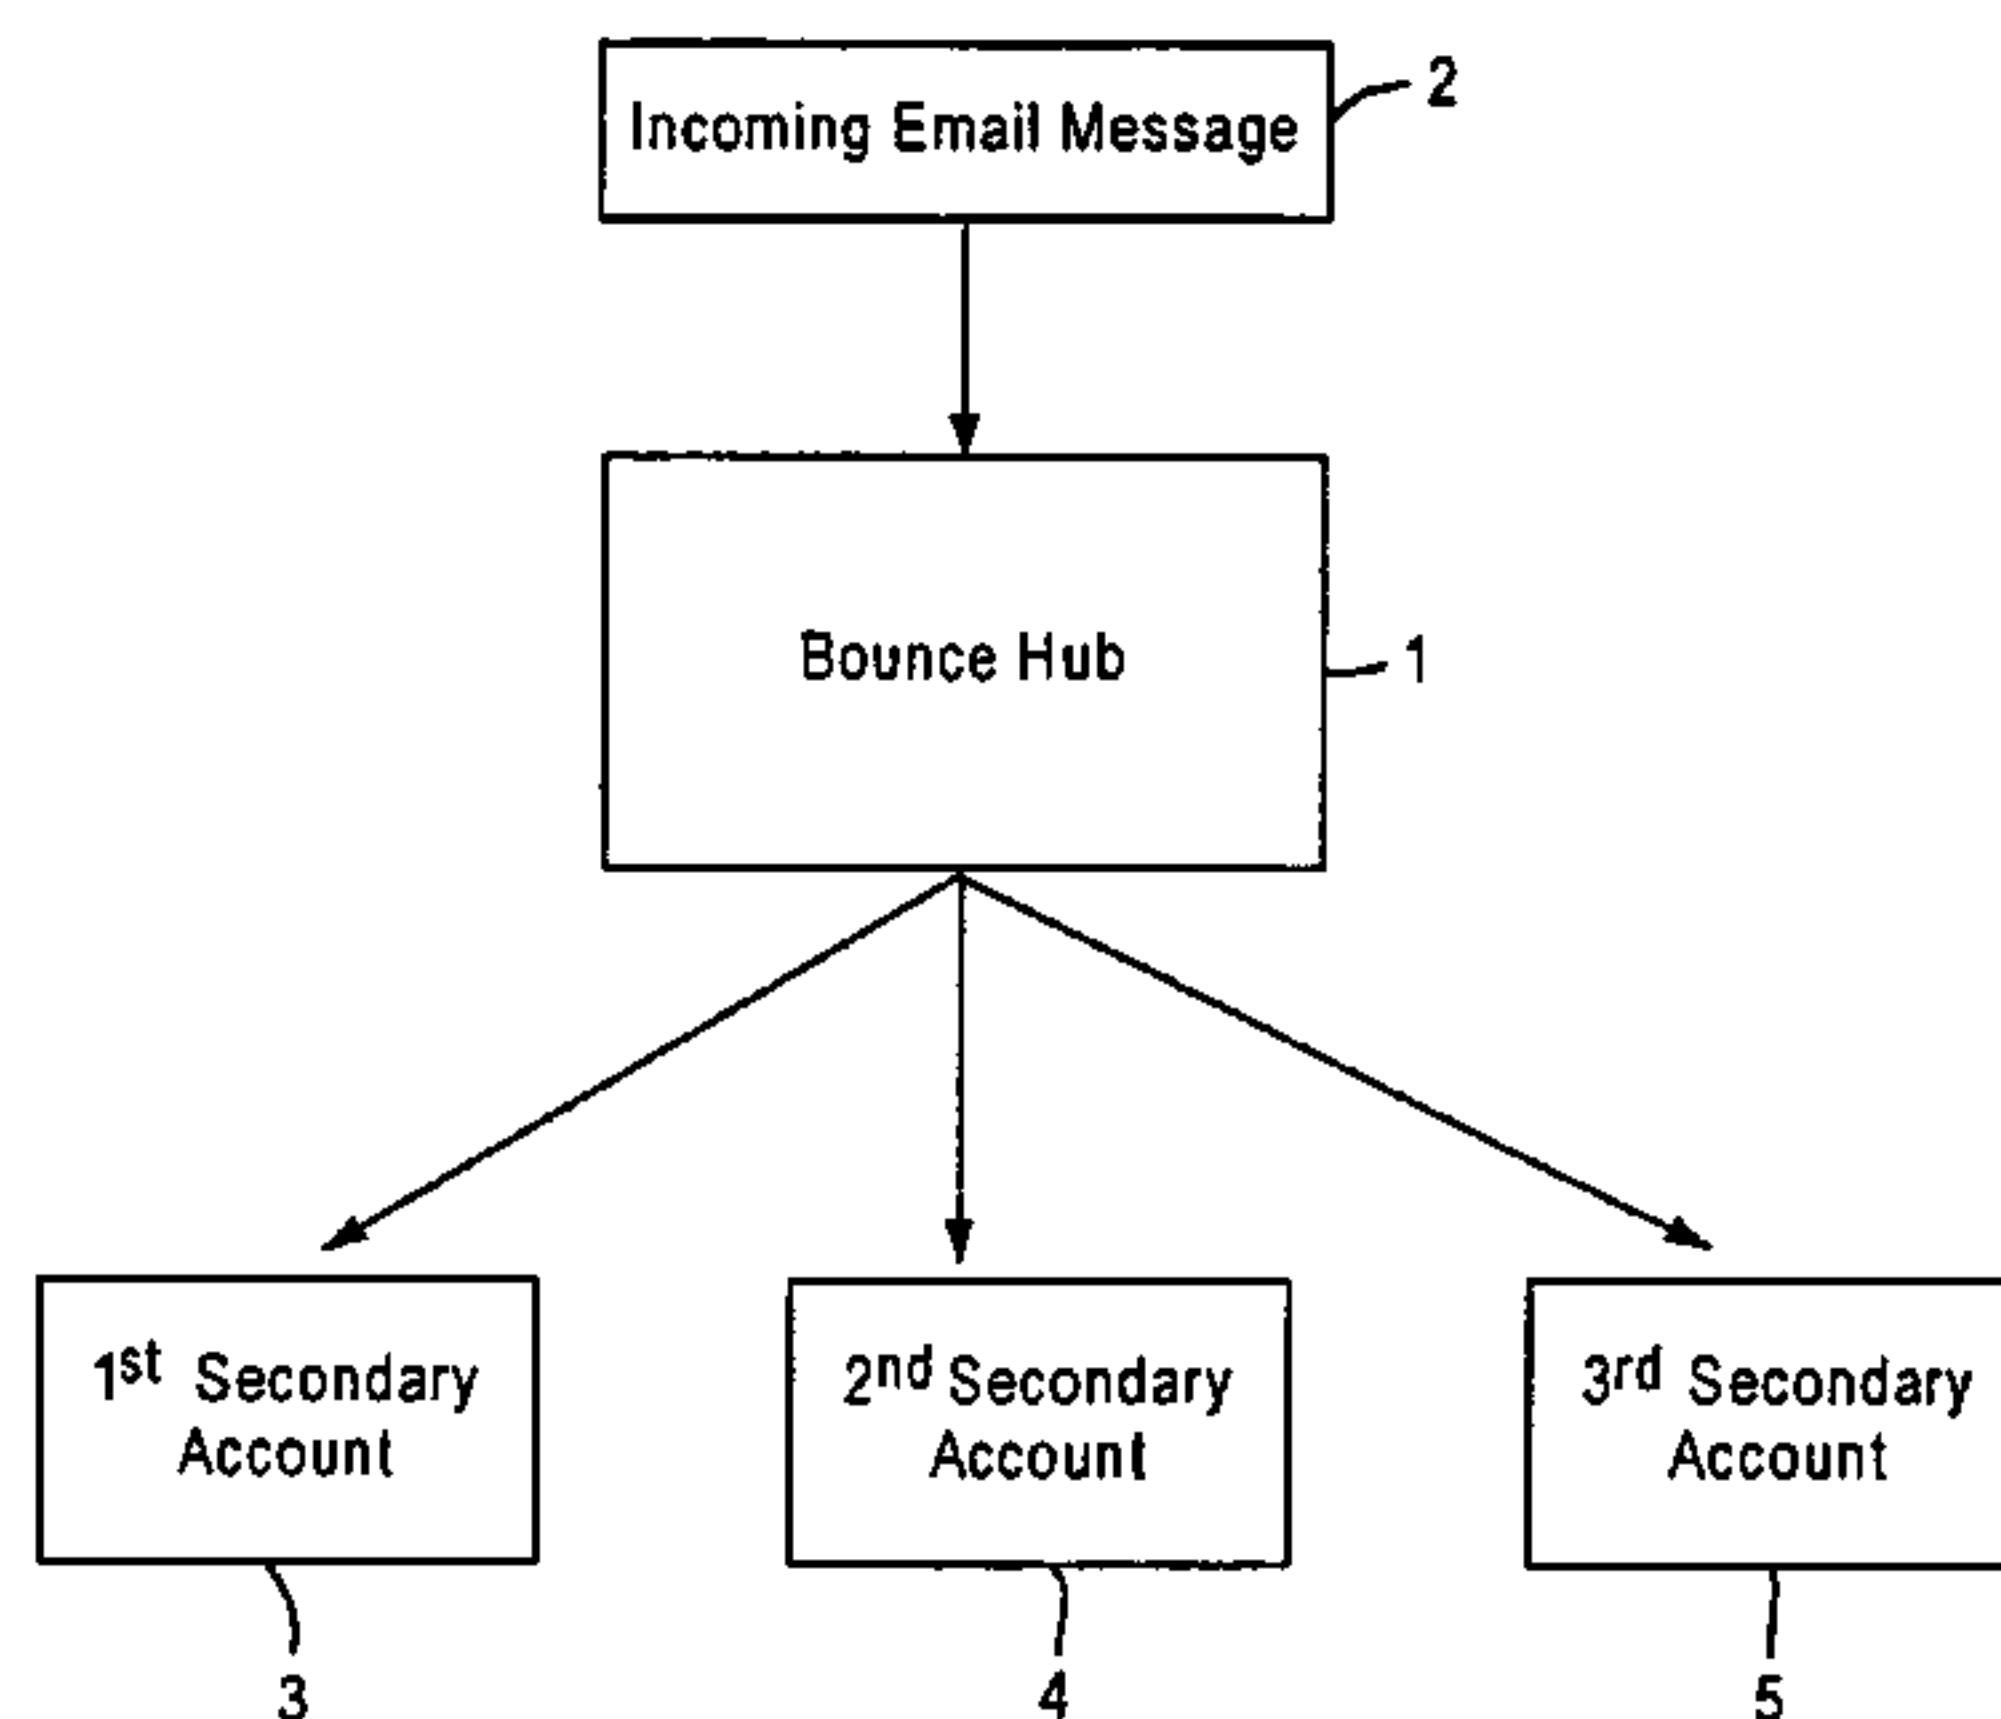 Incoming Email Message
2
Bounce Hub
1
1st Secondary
Account
2nd Secondary
Account
3rd Secondary
Account
3
4
5